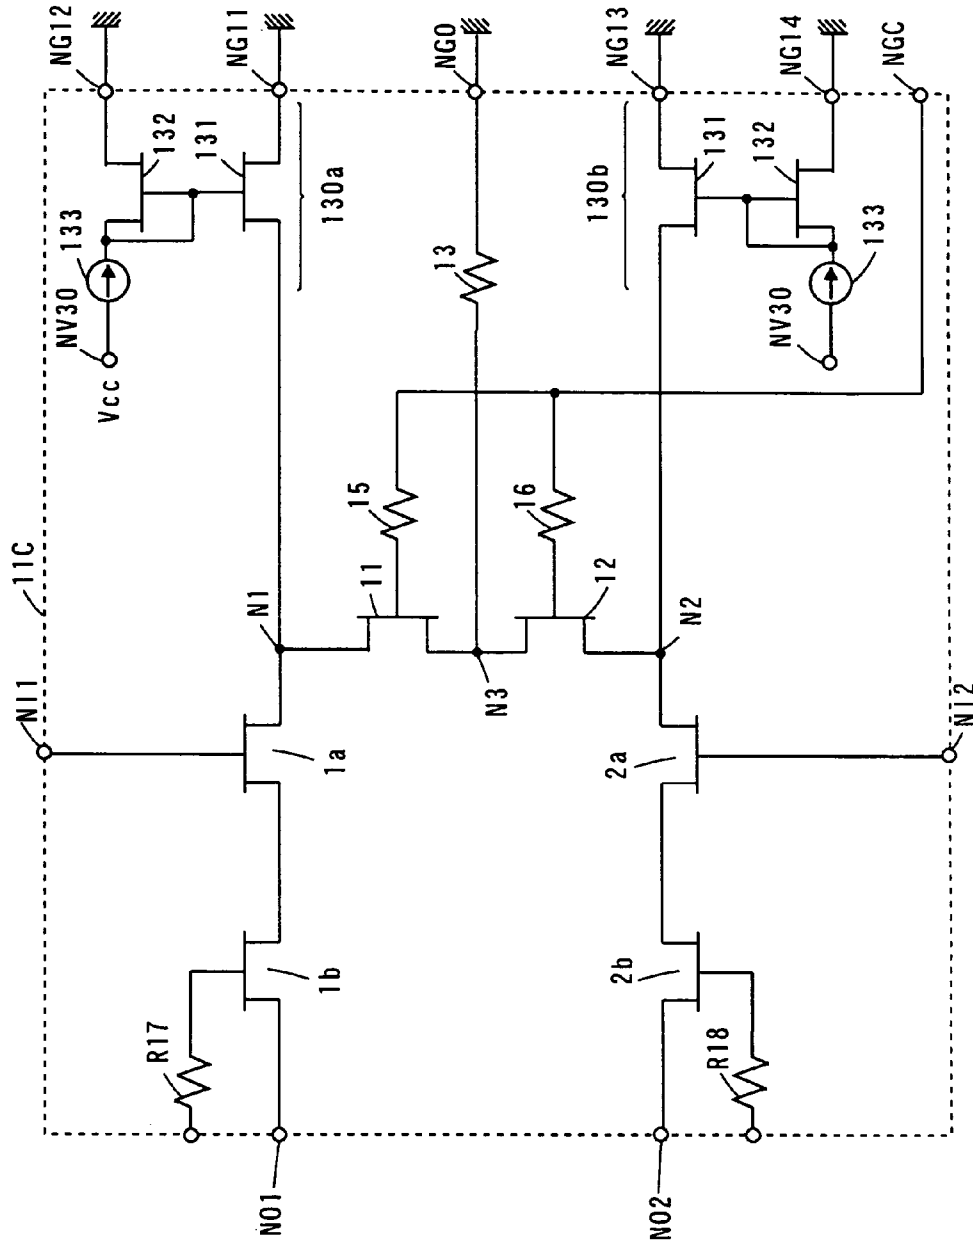 11C
NG12
NG11
NG0
NG13
NG14
NGC
132
131
133
NV30
Vcc
130a
13
130b
131
132
133
NV30
15
16
11
12
N1
N3
N2
NI1
NI2
1a
2a
1b
2b
R17
R18
NO1
NO2